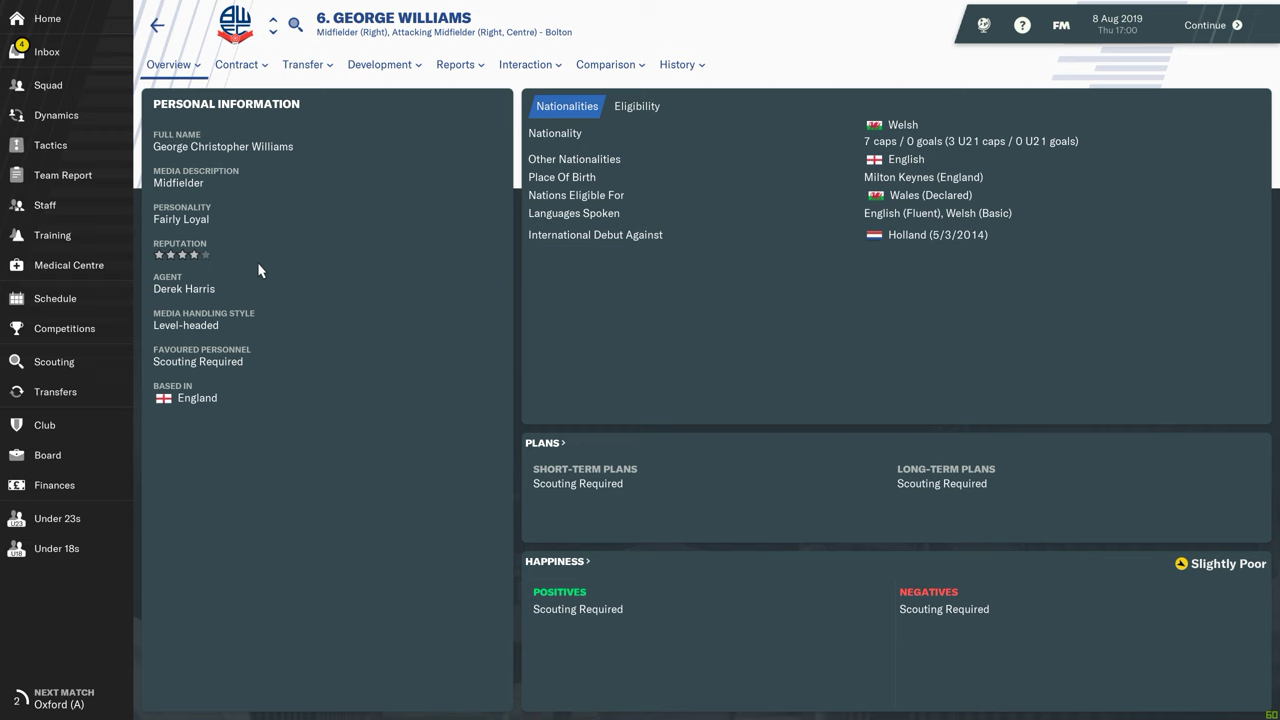 Home
4
Inbox
Squad
Dynamics
Tactics
Team Report
Staff
Training
Medical Centre
Schedule
Competitions
Scouting
Transfers
Club
Board
Finances
U23
Under 23s
U18
Under 18s
2
NEXT MATCH
Oxford (A)
6. GEORGE WILLIAMS
Midfielder (Right), Attacking Midfielder (Right, Centre) - Bolton
?
FM
8 Aug 2019
Thu 17:00
Continue
Overview
Contract
Transfer
Development
Reports
Interaction
Comparison
History
PERSONAL INFORMATION
FULL NAME
George Christopher Williams
MEDIA DESCRIPTION
Midfielder
PERSONALITY
Fairly Loyal
REPUTATION
AGENT
Derek Harris
MEDIA HANDLING STYLE
Level-headed
FAVOURED PERSONNEL
Scouting Required
BASED IN
England
Nationalities Eligibility
Nationality Welsh
7 caps / 0 goals (3 U21 caps / 0 U21 goals)
Other Nationalities English
Place Of Birth Milton Keynes (England)
Nations Eligible For Wales (Declared)
Languages Spoken English (Fluent), Welsh (Basic)
International Debut Against Holland (5/3/2014)
PLANS >
SHORT-TERM PLANS
Scouting Required
LONG-TERM PLANS
Scouting Required
HAPPINESS >
Slightly Poor
POSITIVES
Scouting Required
NEGATIVES
Scouting Required
60